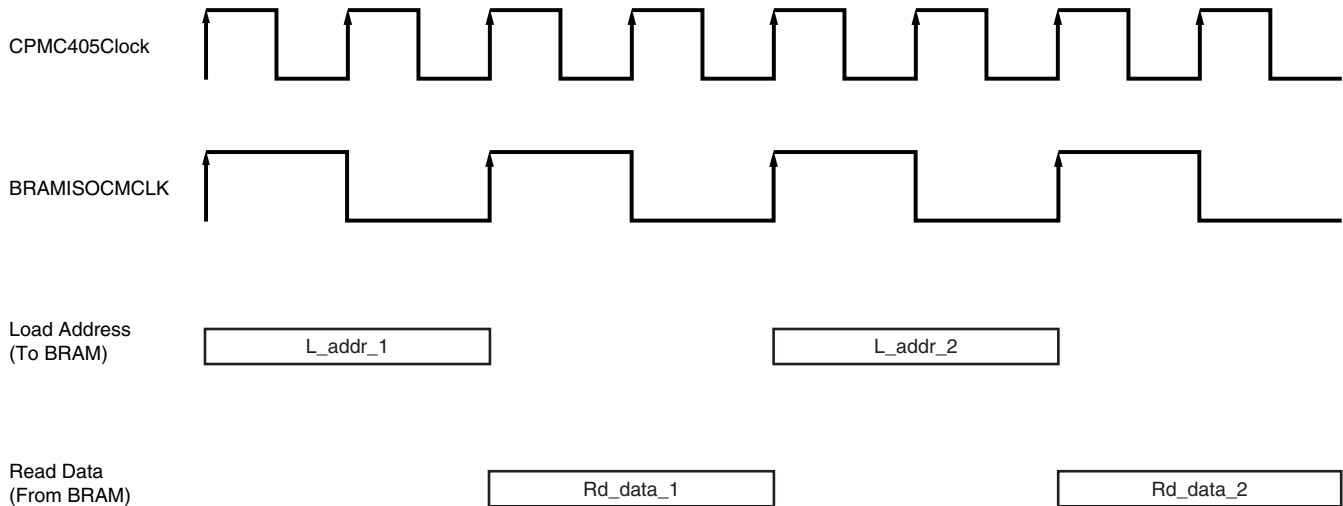 CPMC405Clock
BRAMISOCMCLK
Load Address
(To BRAM)
L_addr_1
L_addr_2
Read Data
(From BRAM)
Rd_data_1
Rd_data_2